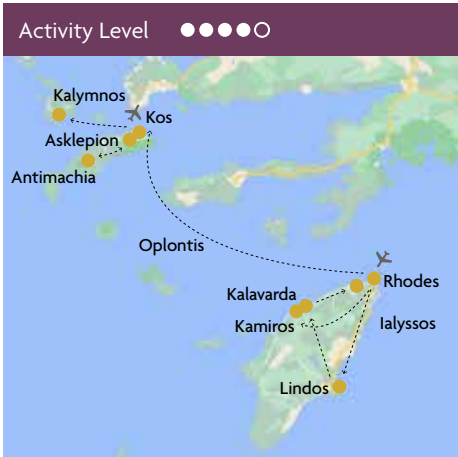 Activity Level
Kalymnos
Kos
Asklepion
Antimachia
Oplontis
Rhodes
Kalavarda
Kamiros
Ialyssos
Lindos